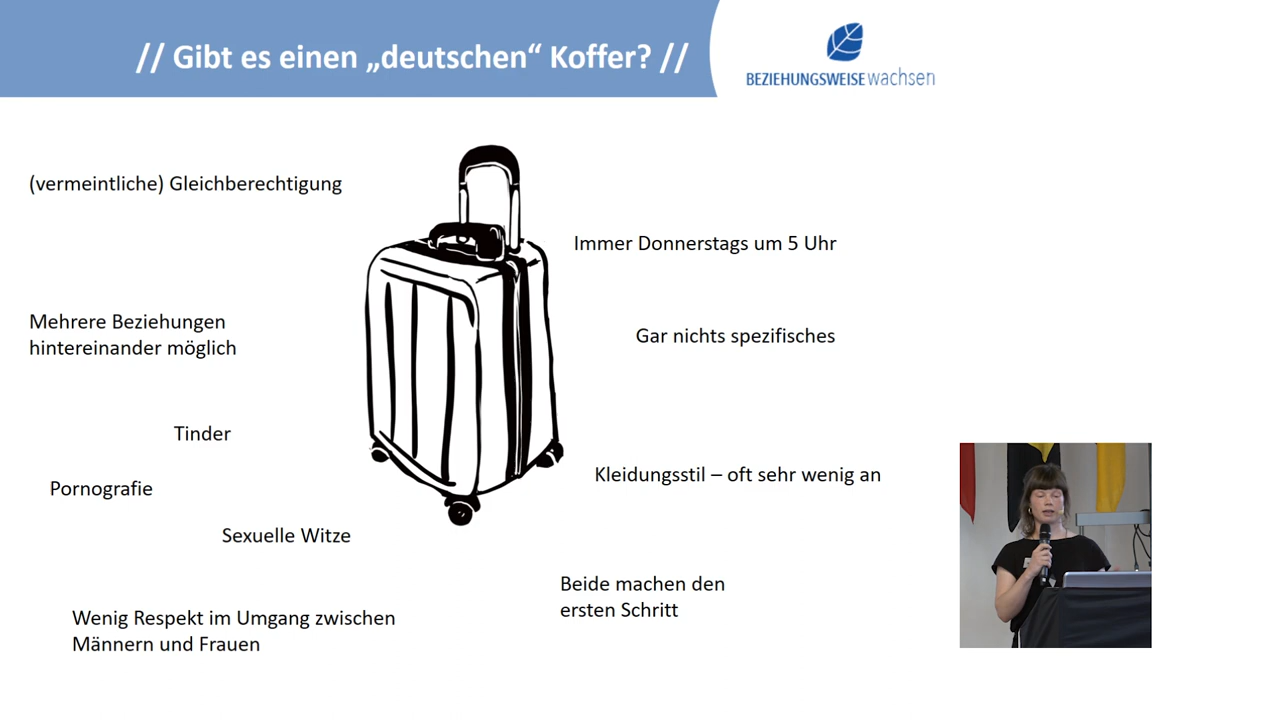 // Gibt es einen „deutschen“ Koffer? //
BEZIEHUNGSWEISE wachsen
(vermeintliche) Gleichberechtigung
Immer Donnerstags um 5 Uhr
Mehrere Beziehungen
hintereinander möglich
Gar nichts spezifisches
Tinder
Kleidungsstil – oft sehr wenig an
Pornografie
Sexuelle Witze
Beide machen den
ersten Schritt
Wenig Respekt im Umgang zwischen
Männern und Frauen